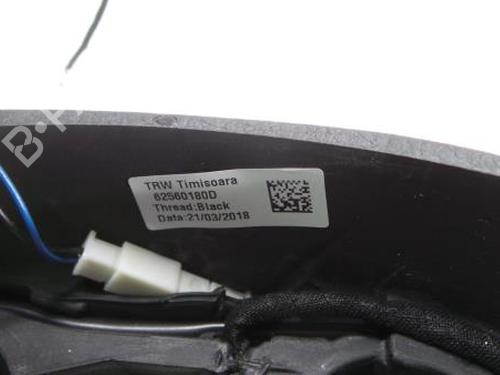 TRW Timisoara
62560180D
Thread:Black
Data:21/03/2018